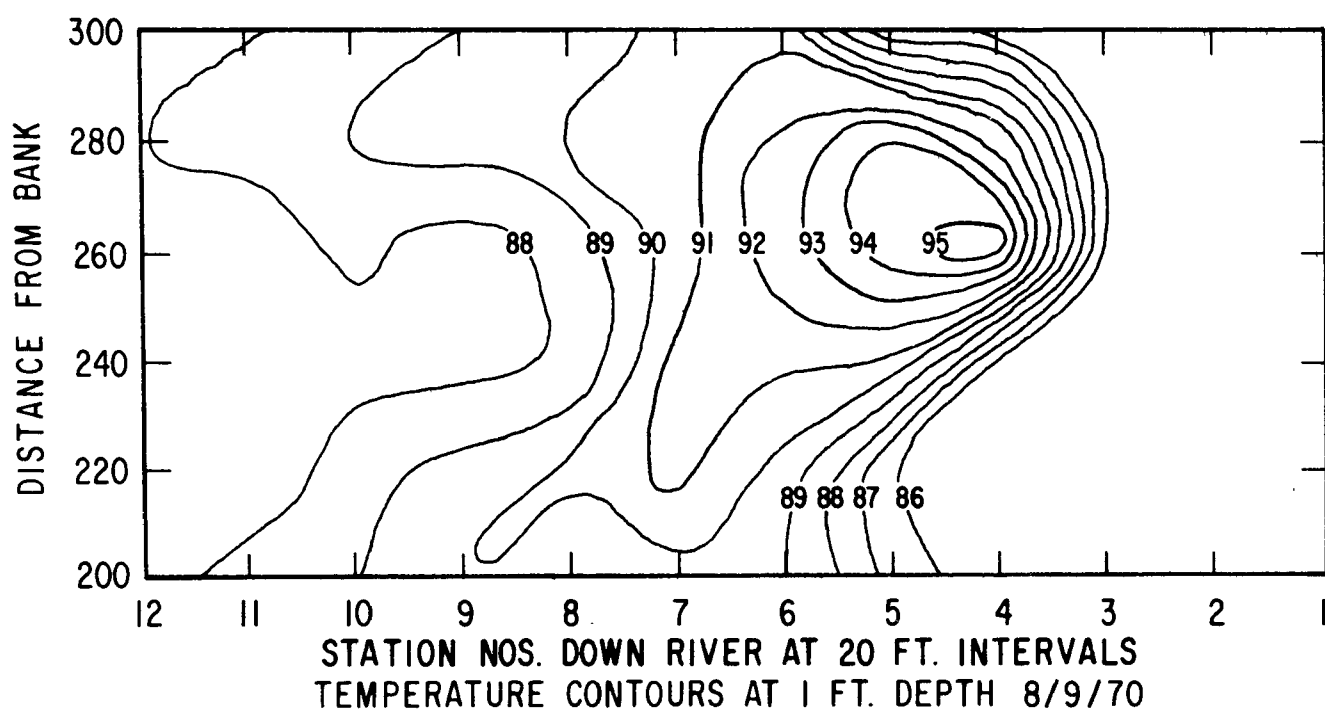 300
280
260
240
220
200
DISTANCE FROM BANK
88 89 90 91 92 93 94 95
89 88 87 86
12 11 10 9 8 7 6 5 4 3 2 1
STATION NOS. DOWN RIVER AT 20 FT. INTERVALS
TEMPERATURE CONTOURS AT 1 FT. DEPTH 8/9/70